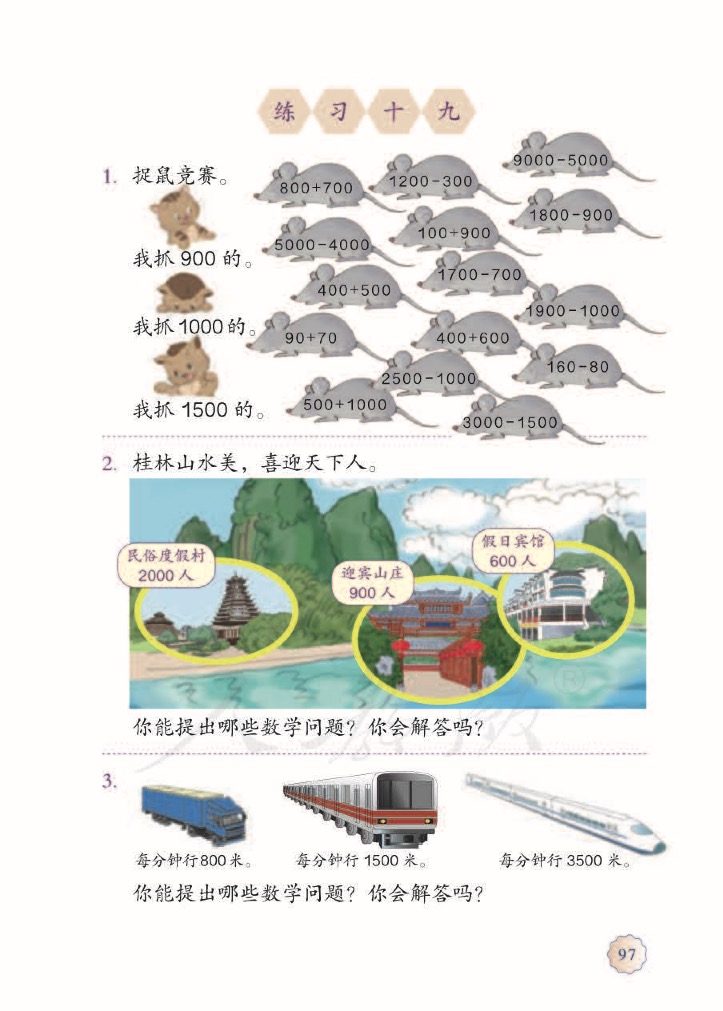 练习十九
1. 捉鼠竞赛。
9000-5000
800+700
1200-300
1800-900
100+900
5000-4000
我抓 900 的。
1700-700
400+500
1900-1000
我抓 1000 的。
90+70
400+600
160-80
2500-1000
我抓 1500 的。
500+1000
3000-1500
2. 桂林山水美，喜迎天下人。
民俗度假村
2000 人
迎宾山庄
900 人
假日宾馆
600 人
你能提出哪些数学问题？你会解答吗？
3.
每分钟行 800 米。
每分钟行 1500 米。
每分钟行 3500 米。
你能提出哪些数学问题？你会解答吗？
97